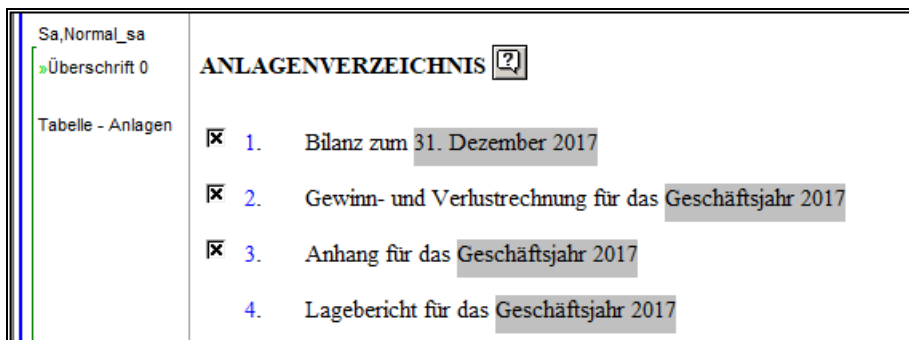 Sa,Normal_sa
»Überschrift 0
ANLAGENVERZEICHNIS
Tabelle - Anlagen
1. Bilanz zum 31. Dezember 2017
2. Gewinn- und Verlustrechnung für das Geschäftsjahr 2017
3. Anhang für das Geschäftsjahr 2017
4. Lagebericht für das Geschäftsjahr 2017